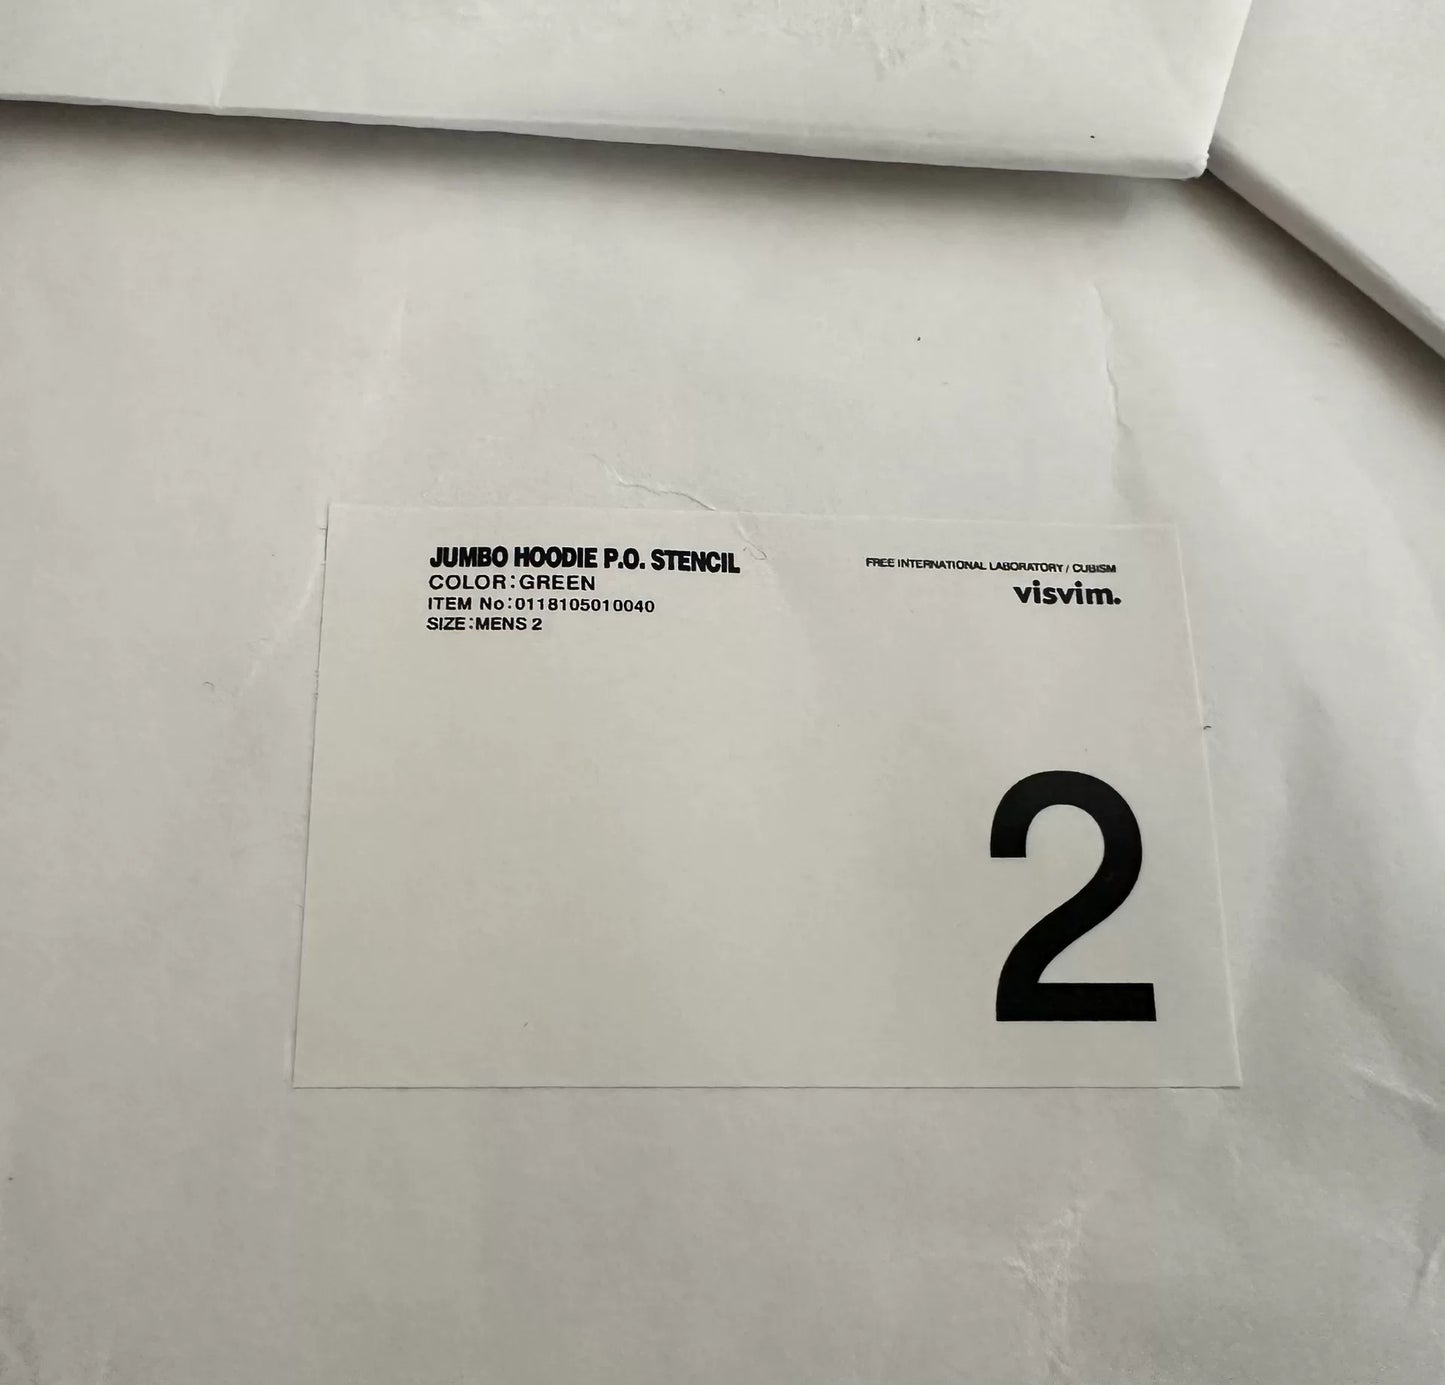 JUMBO HOODIE P.O. STENCIL
COLOR:GREEN
ITEM No:0118105010040
SIZE:MENS 2
FREE INTERNATIONAL LABORATORY / CUBISM
visvim.
2